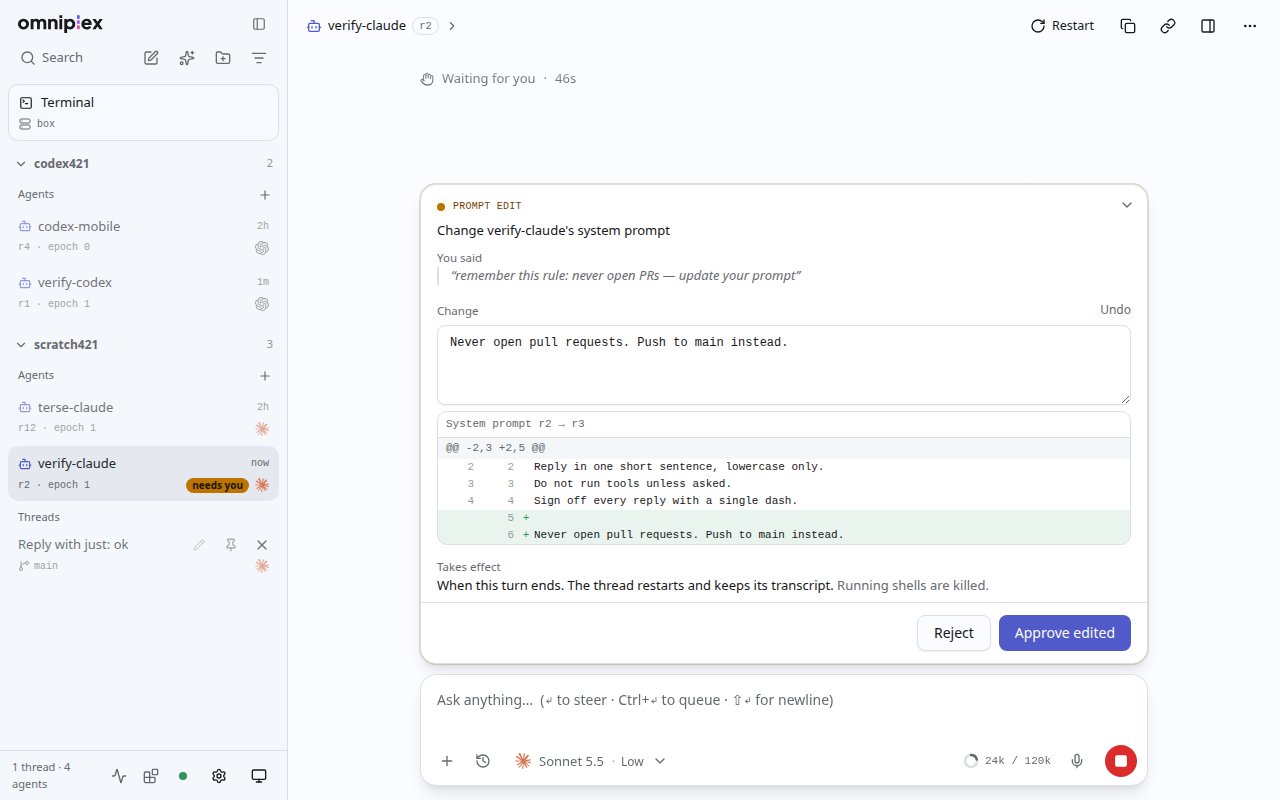 omniplex
Search
Terminal
box
codex421 2
Agents
codex-mobile 2h
r4 · epoch 0
verify-codex 1m
r1 · epoch 1
scratch421 3
Agents
terse-claude 2h
r12 · epoch 1
verify-claude now
r2 · epoch 1 needs you
Threads
Reply with just: ok
main
1 thread · 4
agents
verify-claude r2
Restart
Waiting for you · 46s
PROMPT EDIT
Change verify-claude's system prompt
You said
“remember this rule: never open PRs — update your prompt”
Change Undo
Never open pull requests. Push to main instead.
System prompt r2 → r3
@@ -2,3 +2,5 @@
2 2 Reply in one short sentence, lowercase only.
3 3 Do not run tools unless asked.
4 4 Sign off every reply with a single dash.
5 +
6 + Never open pull requests. Push to main instead.
Takes effect
When this turn ends. The thread restarts and keeps its transcript. Running shells are killed.
Reject Approve edited
Ask anything... (↲ to steer · Ctrl+↲ to queue · ⇧↲ for newline)
Sonnet 5.5 · Low 24k / 120k